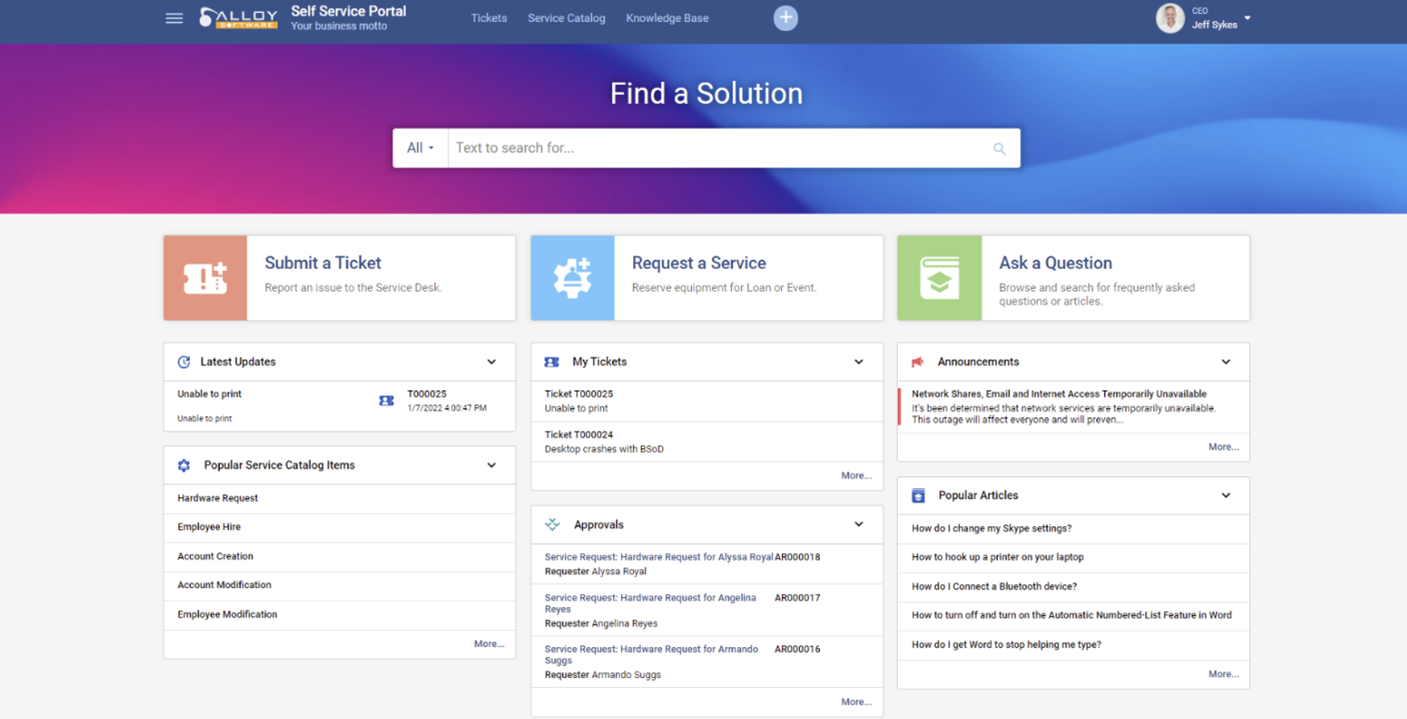 ALLOY
SOFTWARE
Self Service Portal
Your business motto
Tickets
Service Catalog
Knowledge Base
CEO
Jeff Sykes
Find a Solution
All
Text to search for...
Submit a Ticket
Report an issue to the Service Desk.
Request a Service
Reserve equipment for Loan or Event.
Ask a Question
Browse and search for frequently asked
questions or articles.
Latest Updates
Unable to print
T000025
1/7/2022 4:00:47 PM
Unable to print
Popular Service Catalog Items
Hardware Request
Employee Hire
Account Creation
Account Modification
Employee Modification
More...
My Tickets
Ticket T000025
Unable to print
Ticket T000024
Desktop crashes with BSoD
More...
Approvals
Service Request: Hardware Request for Alyssa Royal AR000018
Requester Alyssa Royal
Service Request: Hardware Request for Angelina AR000017
Reyes
Requester Angelina Reyes
Service Request: Hardware Request for Armando AR000016
Suggs
Requester Armando Suggs
More...
Announcements
Network Shares, Email and Internet Access Temporarily Unavailable
It's been determined that network services are temporarily unavailable.
This outage will affect everyone and will preven...
More...
Popular Articles
How do I change my Skype settings?
How to hook up a printer on your laptop
How do I Connect a Bluetooth device?
How to turn off and turn on the Automatic Numbered-List Feature in Word
How do I get Word to stop helping me type?
More...